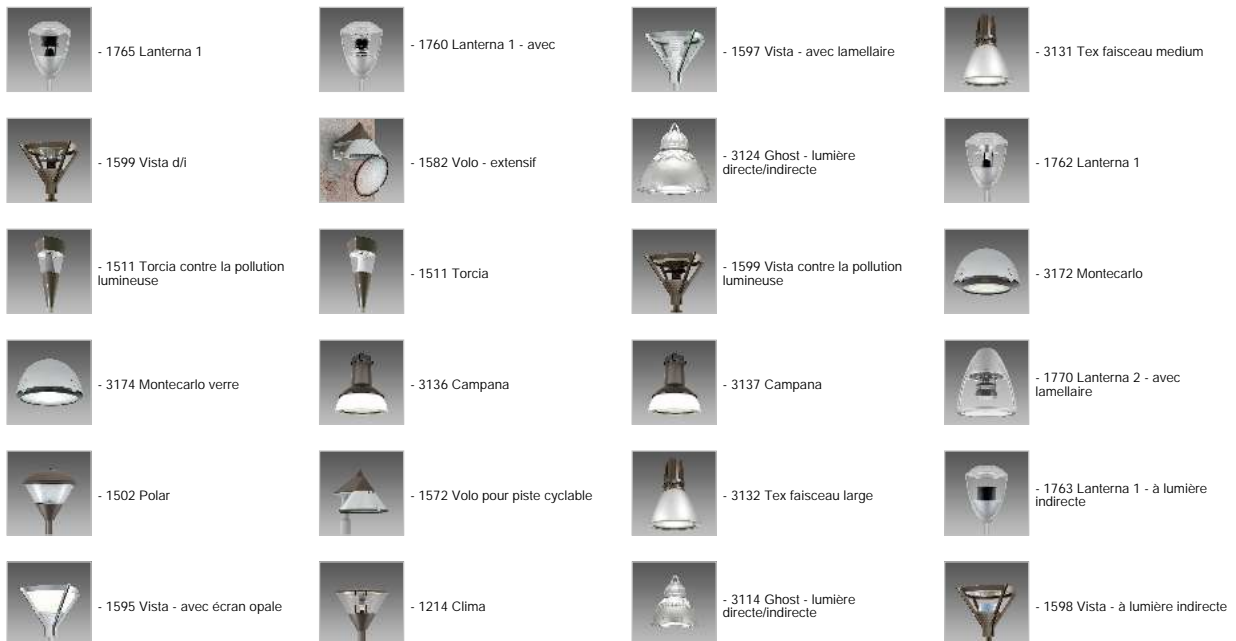 - 1765 Lanterna 1
- 1760 Lanterna 1 - avec
- 1597 Vista - avec lamellaire
- 3131 Tex faisceau medium
- 1599 Vista d/i
- 1582 Volo - extensif
- 3124 Ghost - lumière
directe/indirecte
- 1762 Lanterna 1
- 1511 Torcia contre la pollution
lumineuse
- 1511 Torcia
- 1599 Vista contre la pollution
lumineuse
- 3172 Montecarlo
- 3174 Montecarlo verre
- 3136 Campana
- 3137 Campana
- 1770 Lanterna 2 - avec
lamellaire
- 1502 Polar
- 1572 Volo pour piste cyclable
- 3132 Tex faisceau large
- 1763 Lanterna 1 - à lumière
indirecte
- 1595 Vista - avec écran opale
- 1214 Clima
- 3114 Ghost - lumière
directe/indirecte
- 1598 Vista - à lumière indirecte